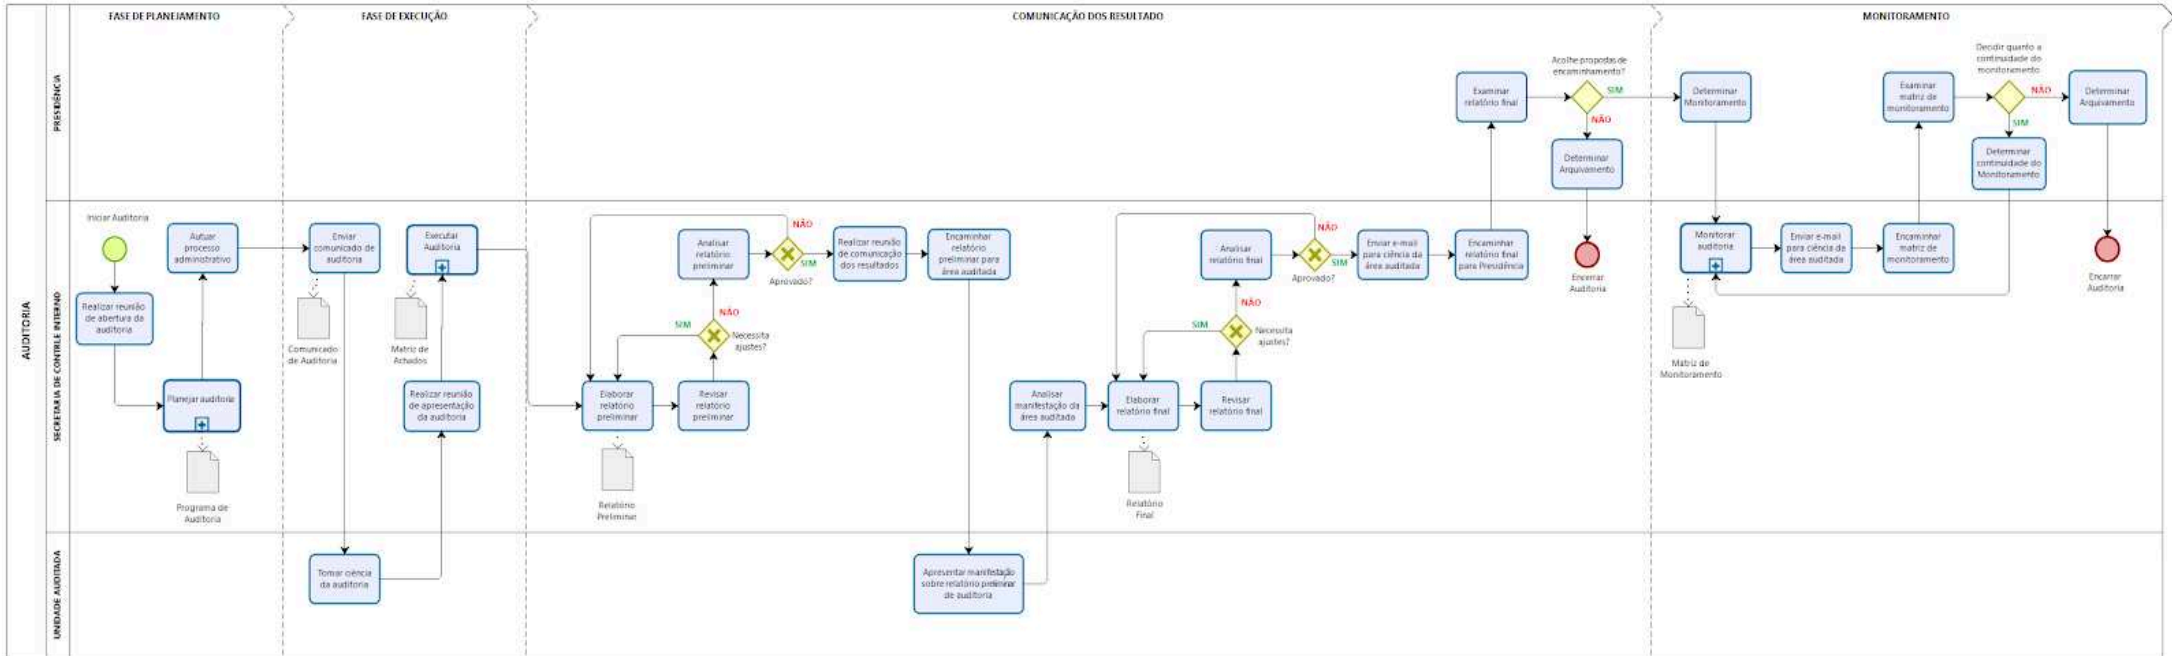 FASE DE PLANEJAMENTO
FASE DE EXECUÇÃO
COMUNICAÇÃO DOS RESULTADO
MONITORAMENTO
AUDITORIA
PRESIDÊNCIA
Examinar
relatório final
Acolhe propostas de
encaminhamento?
SIM
NÃO
Determinar
Arquivamento
Determinar
Monitoramento
Examinar
matriz de
monitoramento
Decidir quanto a
continuidade do
monitoramento
NÃO
SIM
Determinar
continuidade do
Monitoramento
Determinar
Arquivamento
SECRETARIA DE CONTRLE INTERNO
Iniciar Auditoria
Realizar reunião
de abertura da
auditoria
Planejar auditoria
Programa de
Auditoria
Autuar
processo
administrativo
Enviar
comunicado de
auditoria
Comunicado
de Auditoria
Executar
Auditoria
Matriz de
Achados
Realizar reunião
de apresentação
da auditoria
Elaborar
relatório
preliminar
Relatório
Preliminar
Revisar
relatório
preliminar
Necessita
ajustes?
SIM
NÃO
Analisar
relatório
preliminar
NÃO
SIM
Aprovado?
Realizar reunião
de comunicação
dos resultados
Encaminhar
relatório
preliminar para
área auditada
Analisar
manifestação da
área auditada
Elaborar
relatório final
Relatório
Final
Revisar
relatório final
Necessita
ajustes?
SIM
NÃO
Analisar
relatório final
NÃO
SIM
Aprovado?
Enviar e-mail
para ciência da
área auditada
Encaminhar
relatório final
para Presidência
Encerrar
Auditoria
Monitorar
auditoria
Matriz de
Monitoramento
Enviar e-mail
para ciência da
área auditada
Encaminhar
matriz de
monitoramento
Encarrar
Auditoria
UNIDADE AUDITADA
Tomar ciência
da auditoria
Apresentar manifestação
sobre relatório preliminar
de auditoria